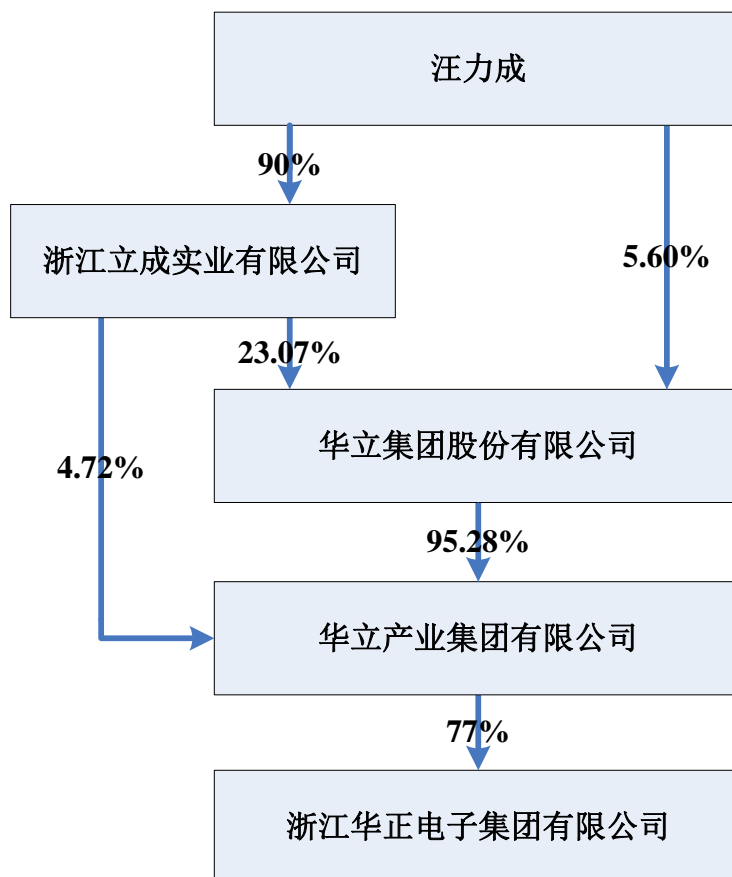 汪力成
90%
浙江立成实业有限公司
5.60%
23.07%
华立集团股份有限公司
4.72%
95.28%
华立产业集团有限公司
77%
浙江华正电子集团有限公司